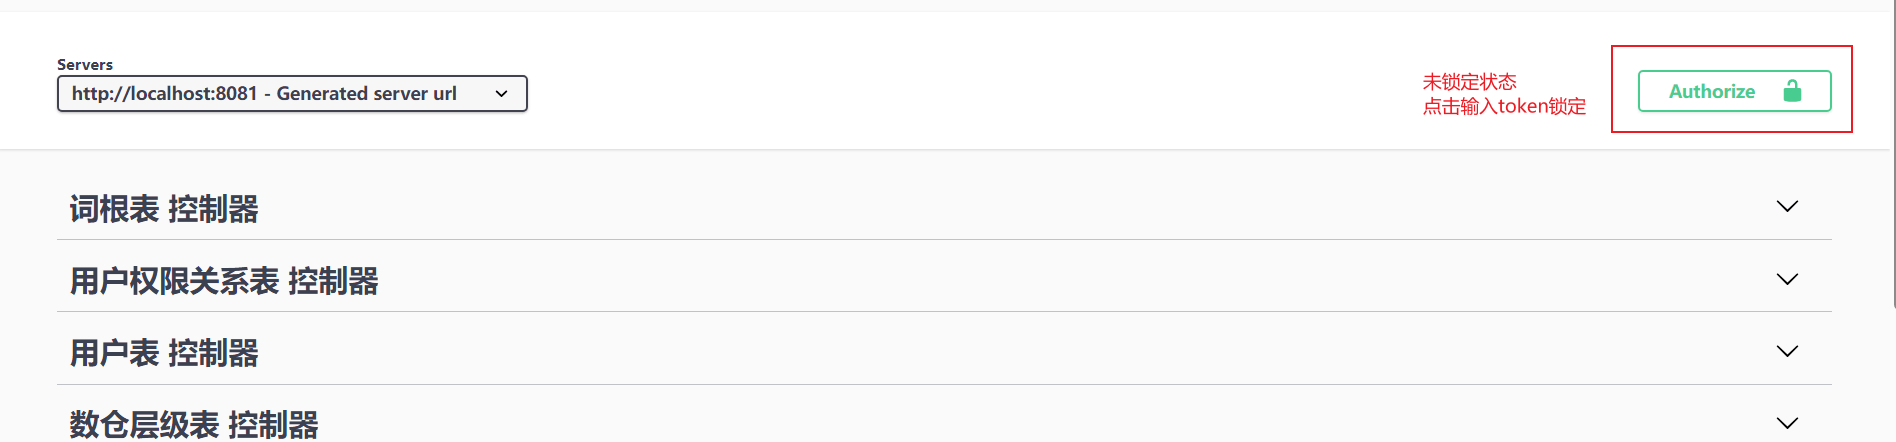 Servers
http://localhost:8081 - Generated server url
未锁定状态
点击输入token锁定
Authorize
词根表 控制器
用户权限关系表 控制器
用户表 控制器
数仓层级表 控制器